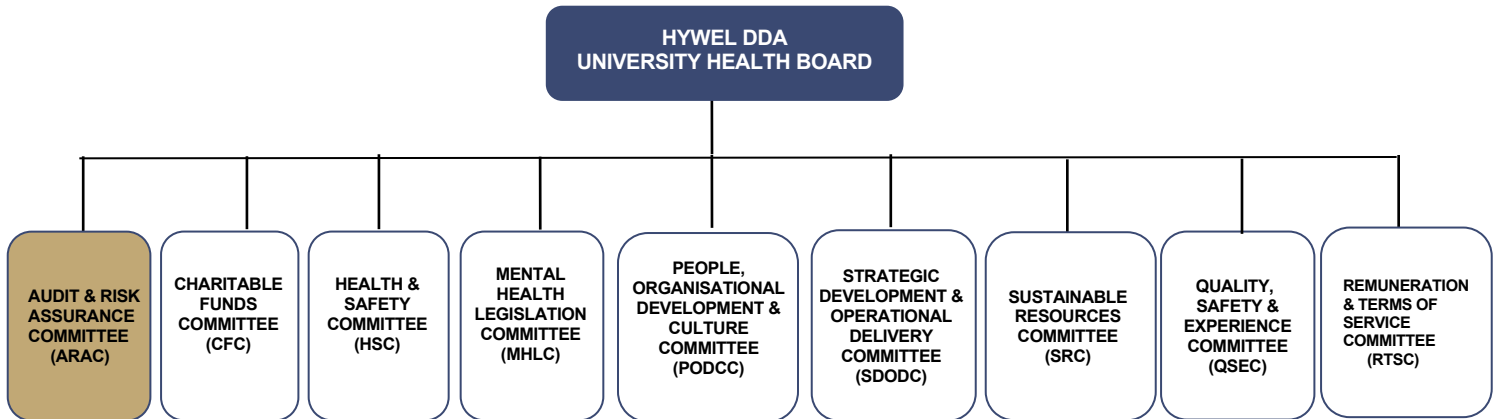 HYWEL DDA
UNIVERSITY HEALTH BOARD
AUDIT & RISK
ASSURANCE
COMMITTEE
(ARAC)
CHARITABLE
FUNDS
COMMITTEE
(CFC)
HEALTH &
SAFETY
COMMITTEE
(HSC)
MENTAL
HEALTH
LEGISLATION
COMMITTEE
(MHLC)
PEOPLE,
ORGANISATIONAL
DEVELOPMENT &
CULTURE
COMMITTEE
(PODCC)
STRATEGIC
DEVELOPMENT &
OPERATIONAL
DELIVERY
COMMITTEE
(SDODC)
SUSTAINABLE
RESOURCES
COMMITTEE
(SRC)
QUALITY,
SAFETY &
EXPERIENCE
COMMITTEE
(QSEC)
REMUNERATION
& TERMS OF
SERVICE
COMMITTEE
(RTSC)